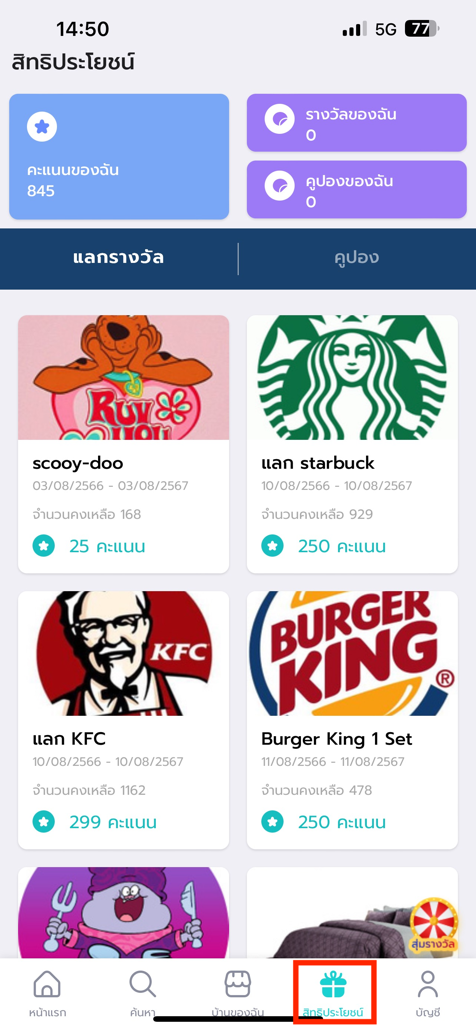 14:50
5G 77
สิทธิประโยชน์
คะแนนของฉัน
845
รางวัลของฉัน
0
คูปองของฉัน
0
แลกรางวัล
คูปอง
RUV
YOU
scooy-doo
03/08/2566 - 03/08/2567
จำนวนคงเหลือ 168
25 คะแนน
แลก starbuck
10/08/2566 - 10/08/2567
จำนวนคงเหลือ 929
250 คะแนน
KFC
แลก KFC
10/08/2566 - 10/08/2567
จำนวนคงเหลือ 1162
299 คะแนน
BURGER
KING
®
Burger King 1 Set
11/08/2566 - 11/08/2567
จำนวนคงเหลือ 478
250 คะแนน
สุ่มรางวัล
หน้าแรก
ค้นหา
บ้านของฉัน
สิทธิประโยชน์
บัญชี